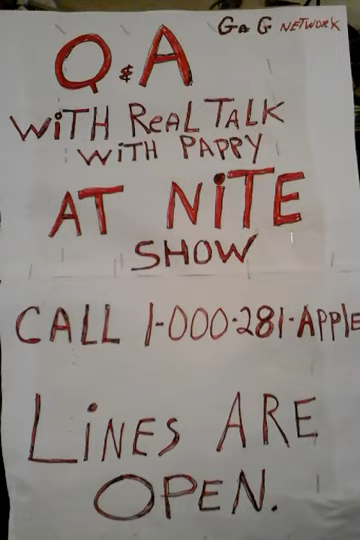 G&G NETWORK
Q & A
WiTH ReaL TALK
WiTH PAPPY
AT NiTE
SHOW
CALL 1-000-281-APPLE
LiNES ARE
OPEN.